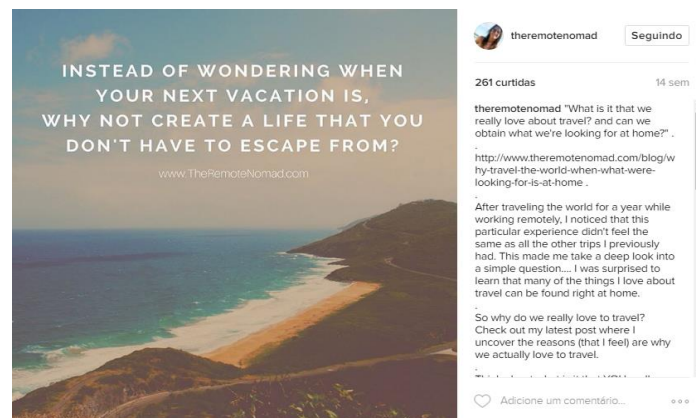 INSTEAD OF WONDERING WHEN
YOUR NEXT VACATION IS,
WHY NOT CREATE A LIFE THAT YOU
DON'T HAVE TO ESCAPE FROM?
www.TheRemoteNomad.com
theremotenomad
Seguindo
261 curtidas
14 sem
theremotenomad "What is it that we
really love about travel? and can we
obtain what we're looking for at home?" .
.
http://www.theremotenomad.com/blog/w
hy-travel-the-world-when-what-were-
looking-for-is-at-home .
.
After traveling the world for a year while
working remotely, I noticed that this
particular experience didn't feel the
same as all the other trips I previously
had. This made me take a deep look into
a simple question.... I was surprised to
learn that many of the things I love about
travel can be found right at home.
.
So why do we really love to travel?
Check out my latest post where I
uncover the reasons (that I feel) are why
we actually love to travel.
.
Adicione um comentário...